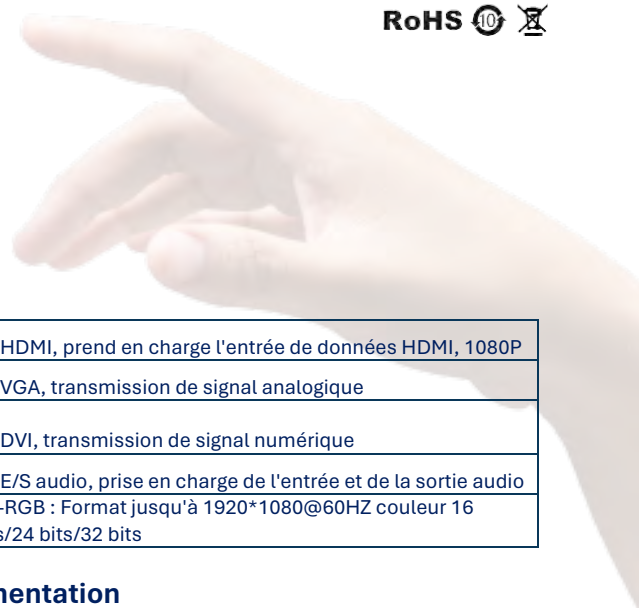 RoHS 10
HDMI, prend en charge l'entrée de données HDMI, 1080P
VGA, transmission de signal analogique
DVI, transmission de signal numérique
E/S audio, prise en charge de l'entrée et de la sortie audio
-RGB : Format jusqu'à 1920*1080@60HZ couleur 16
s/24 bits/32 bits
mentation